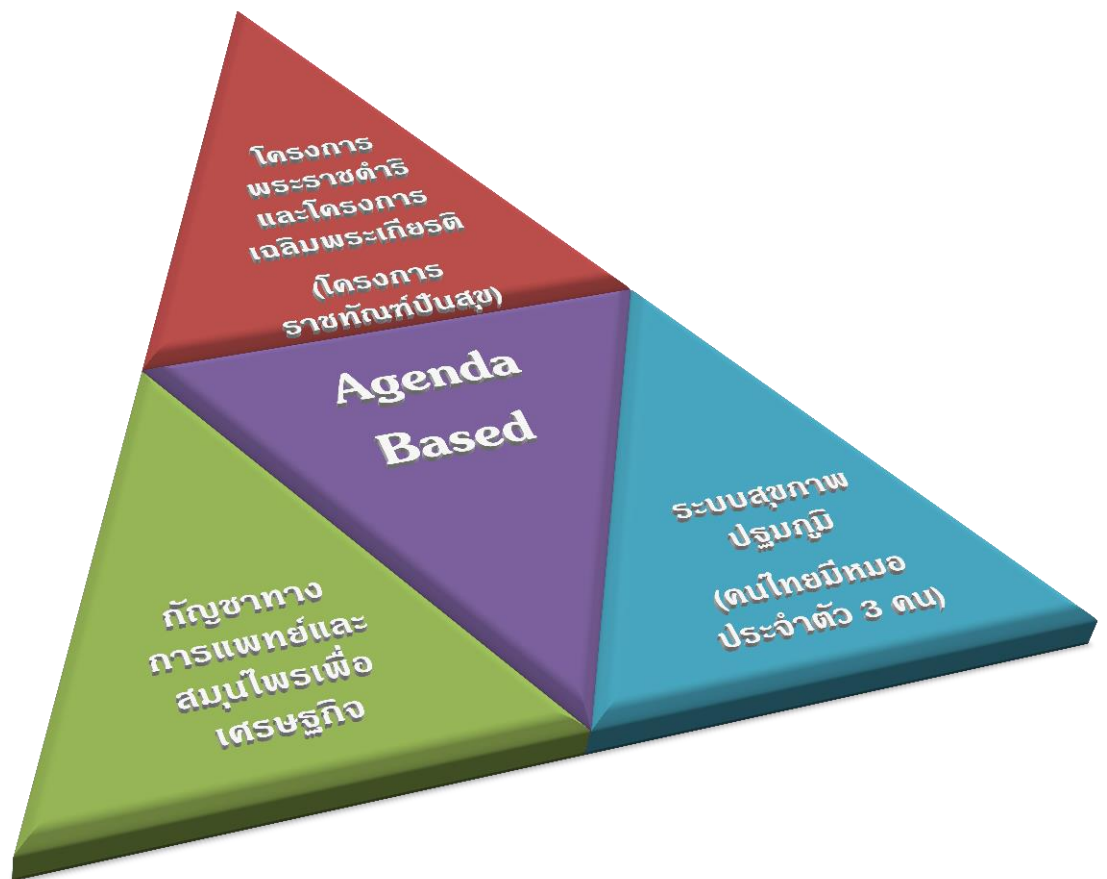 โครงการ
พระราชดำริ
และโครงการ
เฉลิมพระเกียรติ
(โครงการ
ราชทัณฑ์ปันสุข)
Agenda
Based
ระบบสุขภาพ
ปฐมภูมิ
(คนไทยมีหมอ
ประจำตัว 3 คน)
กัญชาทาง
การแพทย์และ
สมุนไพรเพื่อ
เศรษฐกิจ